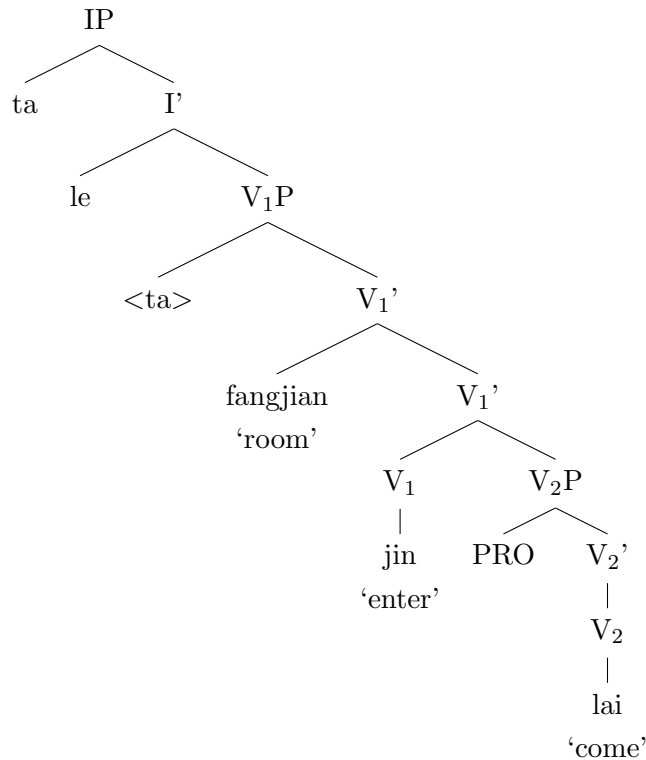 IP
ta I’
le V₁P
<ta> V₁’
fangjian V₁’
‘room’
V₁ V₂P
jin PRO V₂’
‘enter’
V₂
lai
‘come’